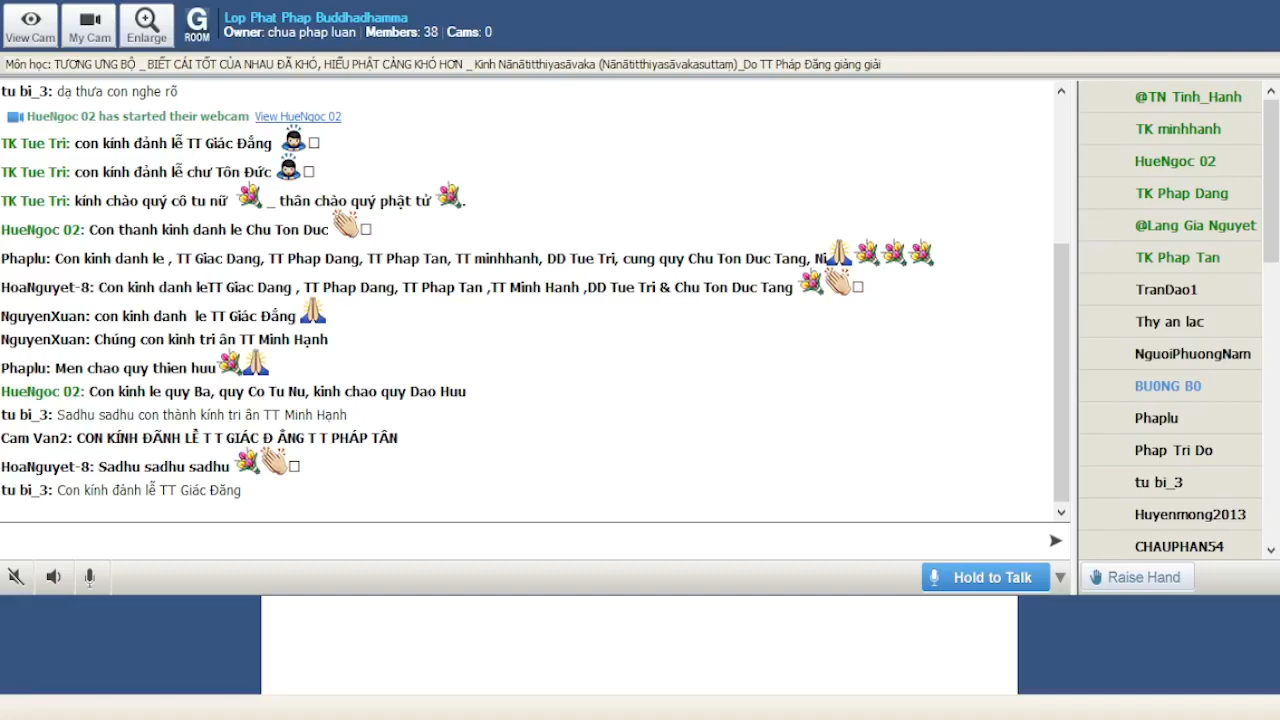 View Cam
My Cam
Enlarge
G ROOM
Lop Phat Phap Buddhadhamma
Owner: chua phap luan | Members: 38 | Cams: 0
Môn học: TƯƠNG ƯNG BỘ _ BIẾT CÁI TỐT CỦA NHAU ĐÃ KHÓ, HIỂU PHẬT CÀNG KHÓ HƠN _ Kinh Nānātitthiyasāvaka (Nānātitthiyasāvakasuttaṃ)_Do TT Pháp Đăng giảng giải
tu bi_3: dạ thưa con nghe rõ
HueNgoc 02 has started their webcam View HueNgoc 02
TK Tue Tri: con kính đảnh lễ TT Giác Đẳng
TK Tue Tri: con kính đảnh lễ chư Tôn Đức
TK Tue Tri: kính chào quý cô tu nữ _ thân chào quý phật tử .
HueNgoc 02: Con thanh kinh danh le Chu Ton Duc
Phaplu: Con kinh danh le , TT Giac Dang, TT Phap Dang, TT Phap Tan, TT minhhanh, DD Tue Tri, cung quy Chu Ton Duc Tang, Ni
HoaNguyet-8: Con kinh danh leTT Giac Dang , TT Phap Dang, TT Phap Tan ,TT Minh Hanh ,DD Tue Tri & Chu Ton Duc Tang
NguyenXuan: con kinh danh le TT Giác Đẳng
NguyenXuan: Chúng con kinh tri ân TT Minh Hạnh
Phaplu: Men chao quy thien huu
HueNgoc 02: Con kinh le quy Ba, quy Co Tu Nu, kinh chao quy Dao Huu
tu bi_3: Sadhu sadhu con thành kính tri ân TT Minh Hạnh
Cam Van2: CON KÍNH ĐÃNH LỄ T T GIÁC Đ ẲNG T T PHÁP TÂN
HoaNguyet-8: Sadhu sadhu sadhu
tu bi_3: Con kính đảnh lễ TT Giác Đăng
@TN Tinh_Hanh
TK minhhanh
HueNgoc 02
TK Phap Dang
@Lang Gia Nguyet
TK Phap Tan
TranDao1
Thy an lac
NguoiPhuongNam
BU0NG B0
Phaplu
Phap Tri Do
tu bi_3
Huyenmong2013
CHAUPHAN54
Hold to Talk
Raise Hand